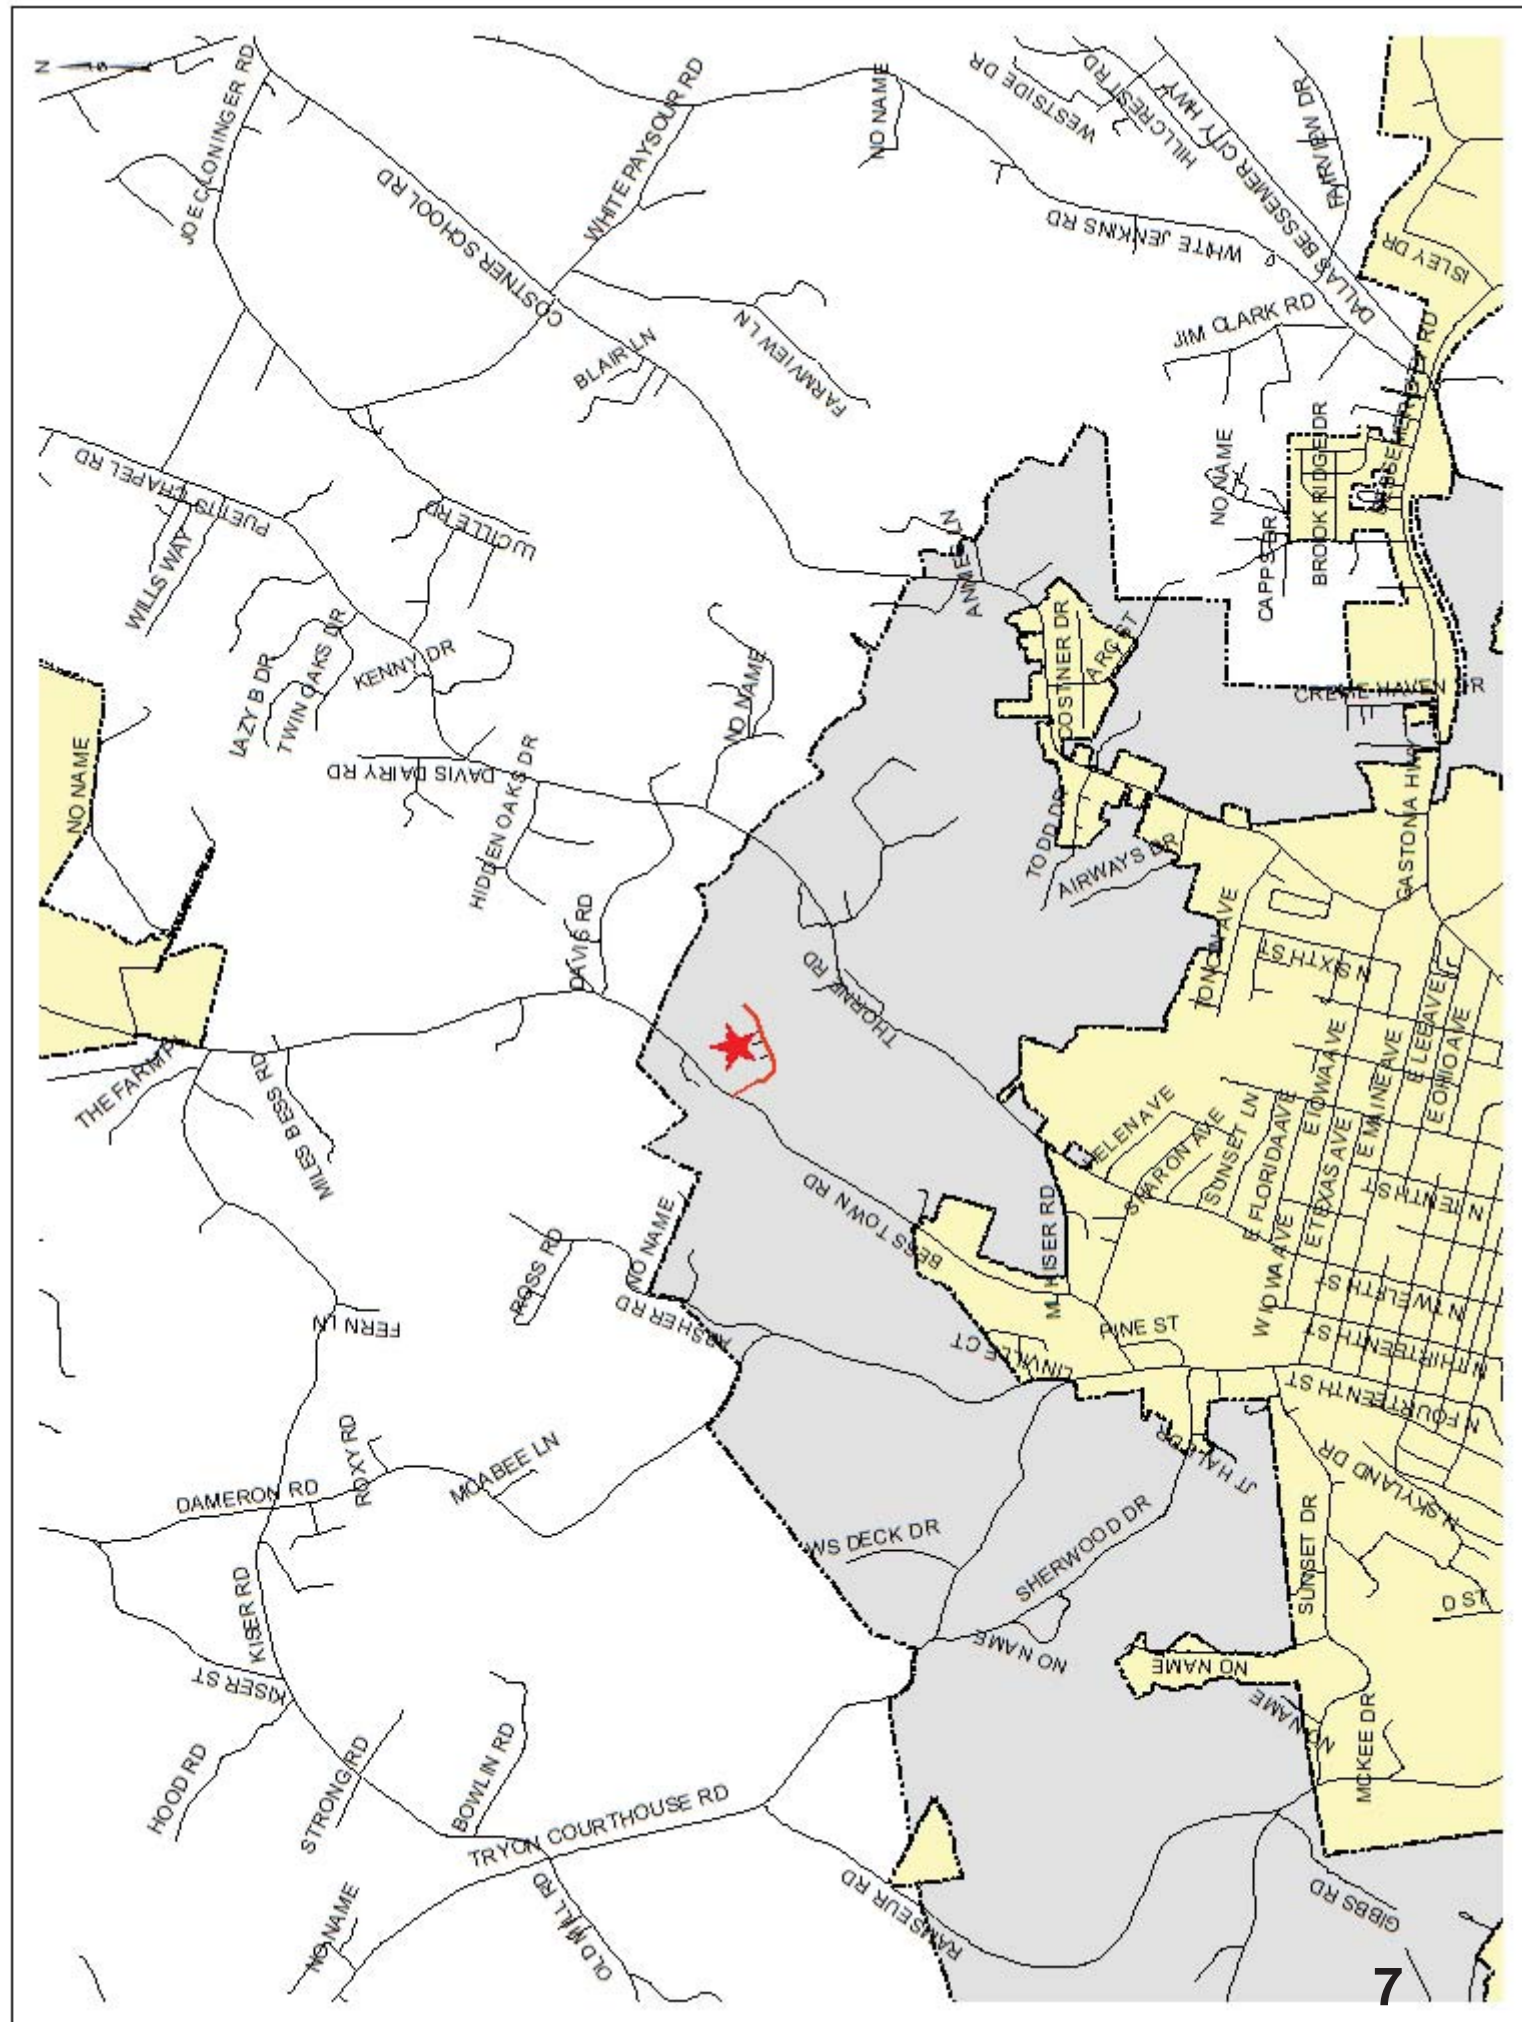 N
S
JOE CLONINGER RD
COSTNER SCHOOL RD
WHITE PAYSOUR RD
NO NAME
WESTSIDE DR
HILLCREST RD
DALLAS BESSEMER CITY HWY
FAIRVIEW DR
WHITE JENKINS RD
ISLEY DR
JIM CLARK RD
BLAIR LN
FARMVIEW LN
PUETTS CHAPEL RD
WILLS WAY
LUCILLE RD
LAZY B DR
TWIN OAKS DR
KENNY DR
NO NAME
ANMER LN
NO NAME
CAPPS DR
BROOK RIDGE DR
COSTNER DR
ARC ST
NO NAME
DAVIS DAIRY RD
HIDDEN OAKS DR
TODD DR
AIRWAYS DR
GASTONA HWY
DAVIS RD
THORNE RD
N SIXTH ST
E LEE AVE
E OHIO AVE
E MAINE AVE
E IOWA AVE
E TEXAS AVE
E FLORIDA AVE
THE FARM
MILES BESS RD
HELEN AVE
SHARON AVE
SUNSET LN
N TENTH ST
BESS TOWN RD
NO NAME
ROSS RD
W IOWA AVE
N TWELFTH ST
FERN LN
PINE ST
LINVILLE CT
N THIRTEENTH ST
N FOURTEENTH ST
ROXY RD
MOABEE LN
DAMERON RD
WS DECK DR
SHERWOOD DR
SUNSET DR
N SKYLAND DR
D ST
KISER RD
KISER ST
NO NAME
NO NAME
NO NAME
MCKEE DR
HOOD RD
STRONG RD
BOWLIN RD
TRYON COURTHOUSE RD
NO NAME
OLD MILL RD
RAMSEUR RD
GIBBS RD
7